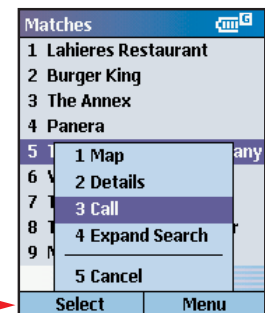 Matches
G
1 Lahieres Restaurant
2 Burger King
3 The Annex
4 Panera
5
any
6
7
8
9
1 Map
2 Details
3 Call
4 Expand Search
5 Cancel
Select
Menu